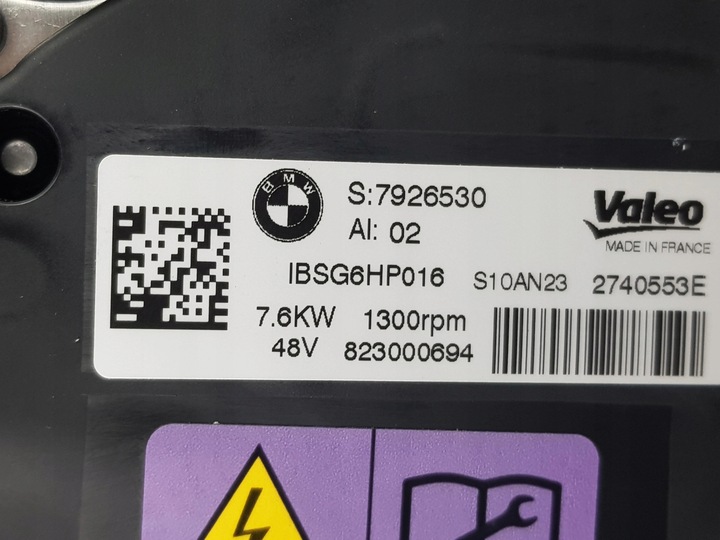 BMW
S:7926530
AI: 02
Valeo
MADE IN FRANCE
IBSG6HP016 S10AN23 2740553E
7.6KW 1300rpm
48V 823000694